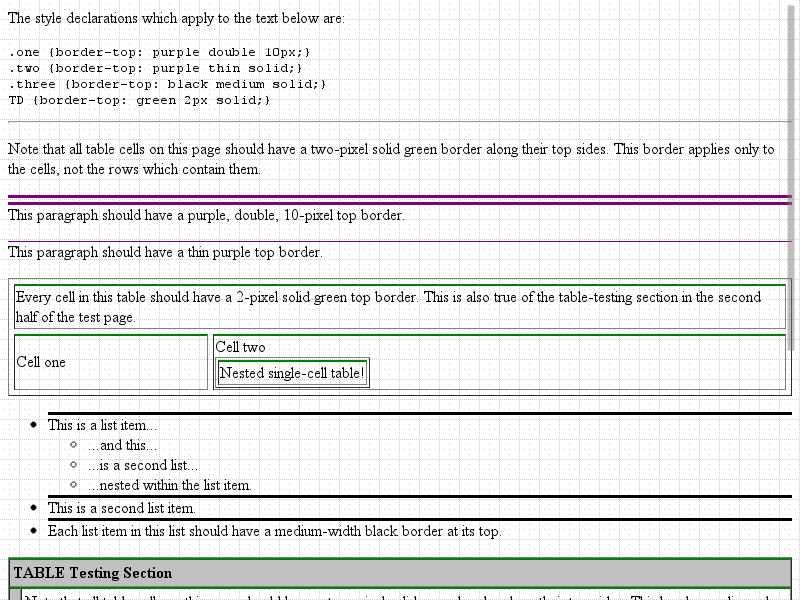 The style declarations which apply to the text below are:
.one {border-top: purple double 10px;}
.two {border-top: purple thin solid;}
.three {border-top: black medium solid;}
TD {border-top: green 2px solid;}
Note that all table cells on this page should have a two-pixel solid green border along their top sides. This border applies only to
the cells, not the rows which contain them.
This paragraph should have a purple, double, 10-pixel top border.
This paragraph should have a thin purple top border.
Every cell in this table should have a 2-pixel solid green top border. This is also true of the table-testing section in the second
half of the test page.
Cell one
Cell two
Nested single-cell table!
This is a list item...
...and this...
...is a second list...
...nested within the list item.
This is a second list item.
Each list item in this list should have a medium-width black border at its top.
TABLE Testing Section